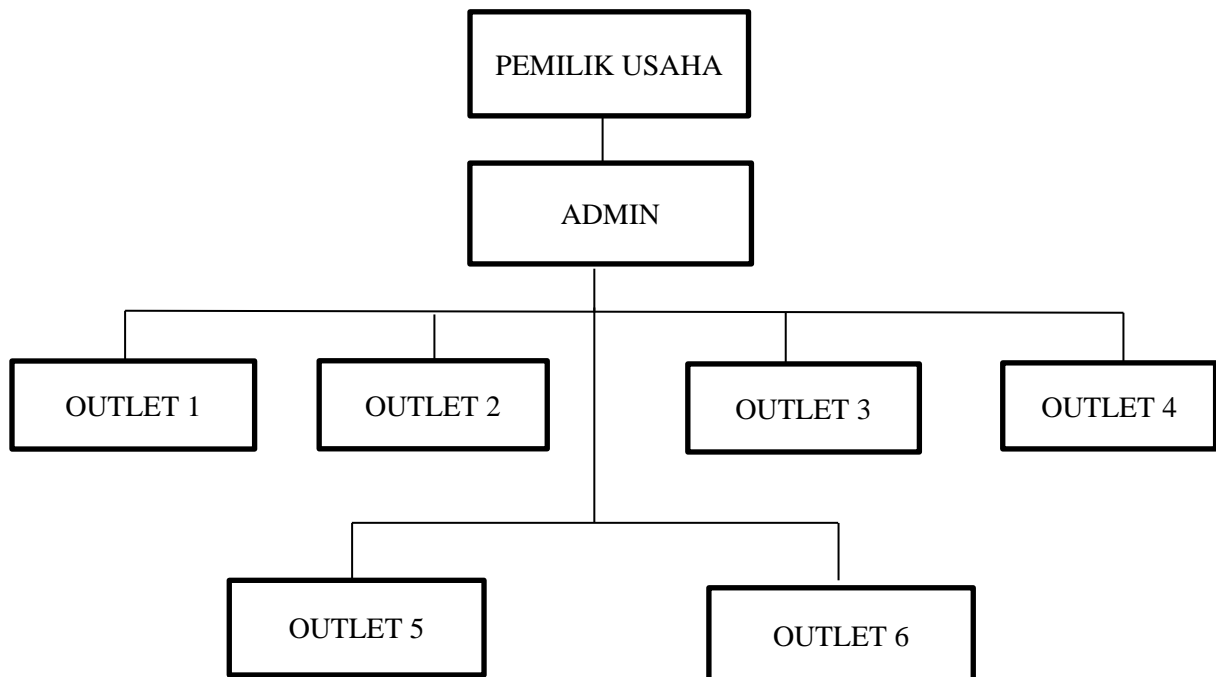 PEMILIK USAHA
ADMIN
OUTLET 1
OUTLET 2
OUTLET 3
OUTLET 4
OUTLET 5
OUTLET 6